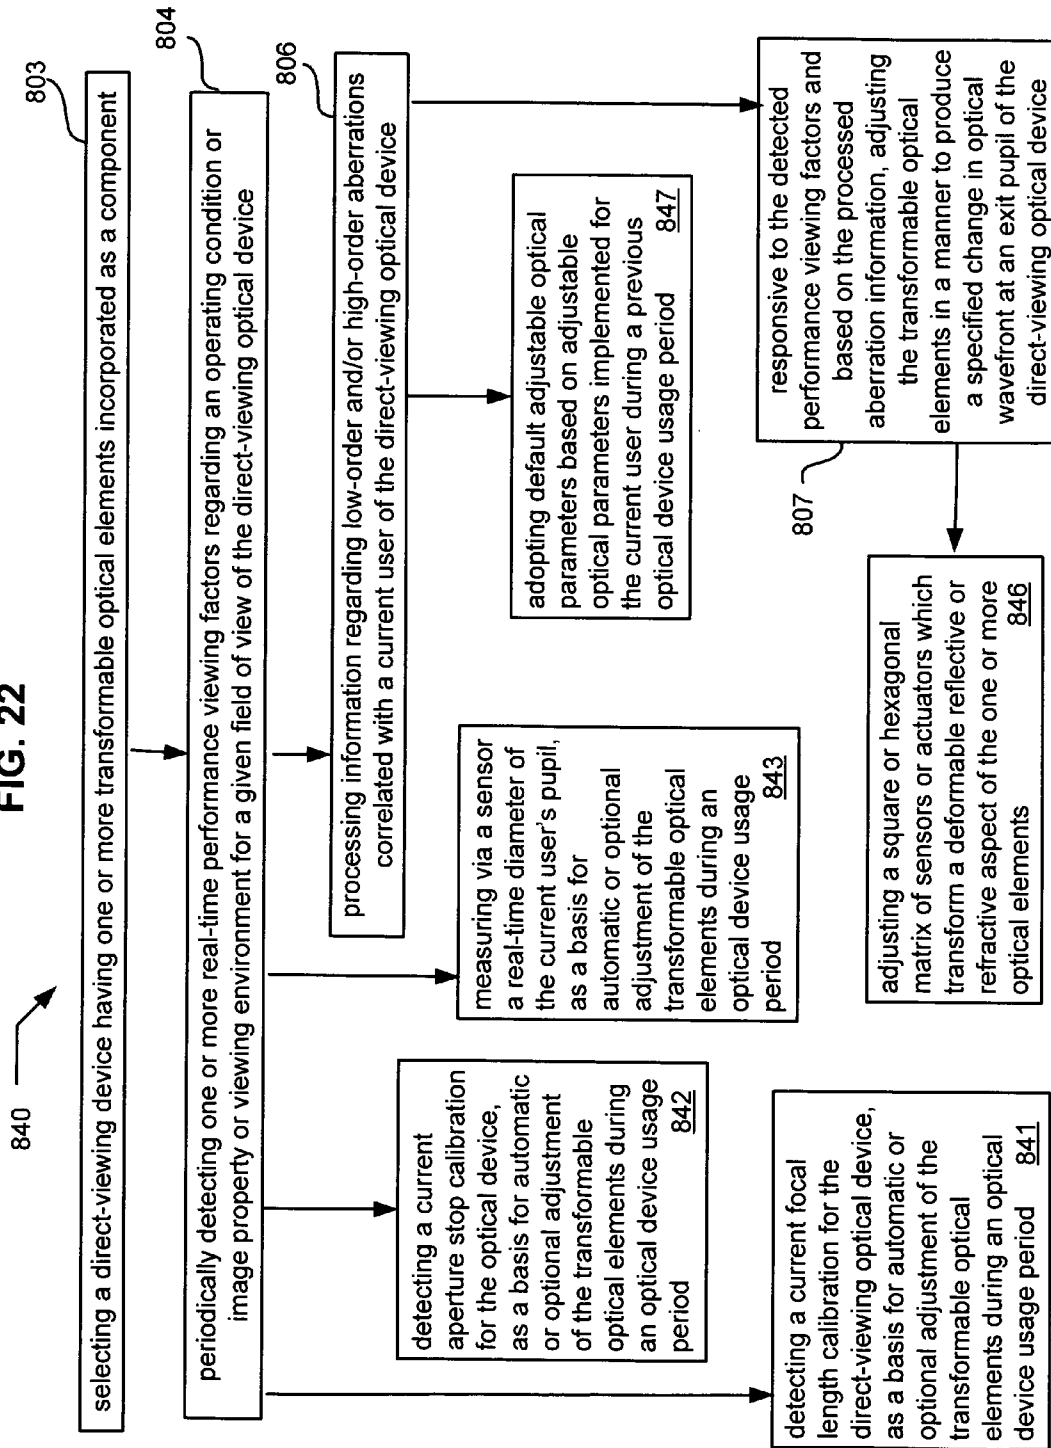 FIG. 22
840
803
selecting a direct-viewing device having one or more transformable optical elements incorporated as a component
804
periodically detecting one or more real-time performance viewing factors regarding an operating condition or
image property or viewing environment for a given field of view of the direct-viewing optical device
806
processing information regarding low-order and/or high-order aberrations
correlated with a current user of the direct-viewing optical device
detecting a current
aperture stop calibration
for the optical device,
as a basis for automatic
or optional adjustment
of the transformable
optical elements during
an optical device usage
period 842
measuring via a sensor
a real-time diameter of
the current user's pupil,
as a basis for
automatic or optional
adjustment of the
transformable optical
elements during an
optical device usage
period 843
adopting default adjustable optical
parameters based on adjustable
optical parameters implemented for
the current user during a previous
optical device usage period 847
detecting a current focal
length calibration for the
direct-viewing optical device,
as a basis for automatic or
optional adjustment of the
transformable optical
elements during an optical
device usage period 841
807
responsive to the detected
performance viewing factors and
based on the processed
aberration information, adjusting
the transformable optical
elements in a manner to produce
a specified change in optical
wavefront at an exit pupil of the
direct-viewing optical device
adjusting a square or hexagonal
matrix of sensors or actuators which
transform a deformable reflective or
refractive aspect of the one or more
optical elements 846